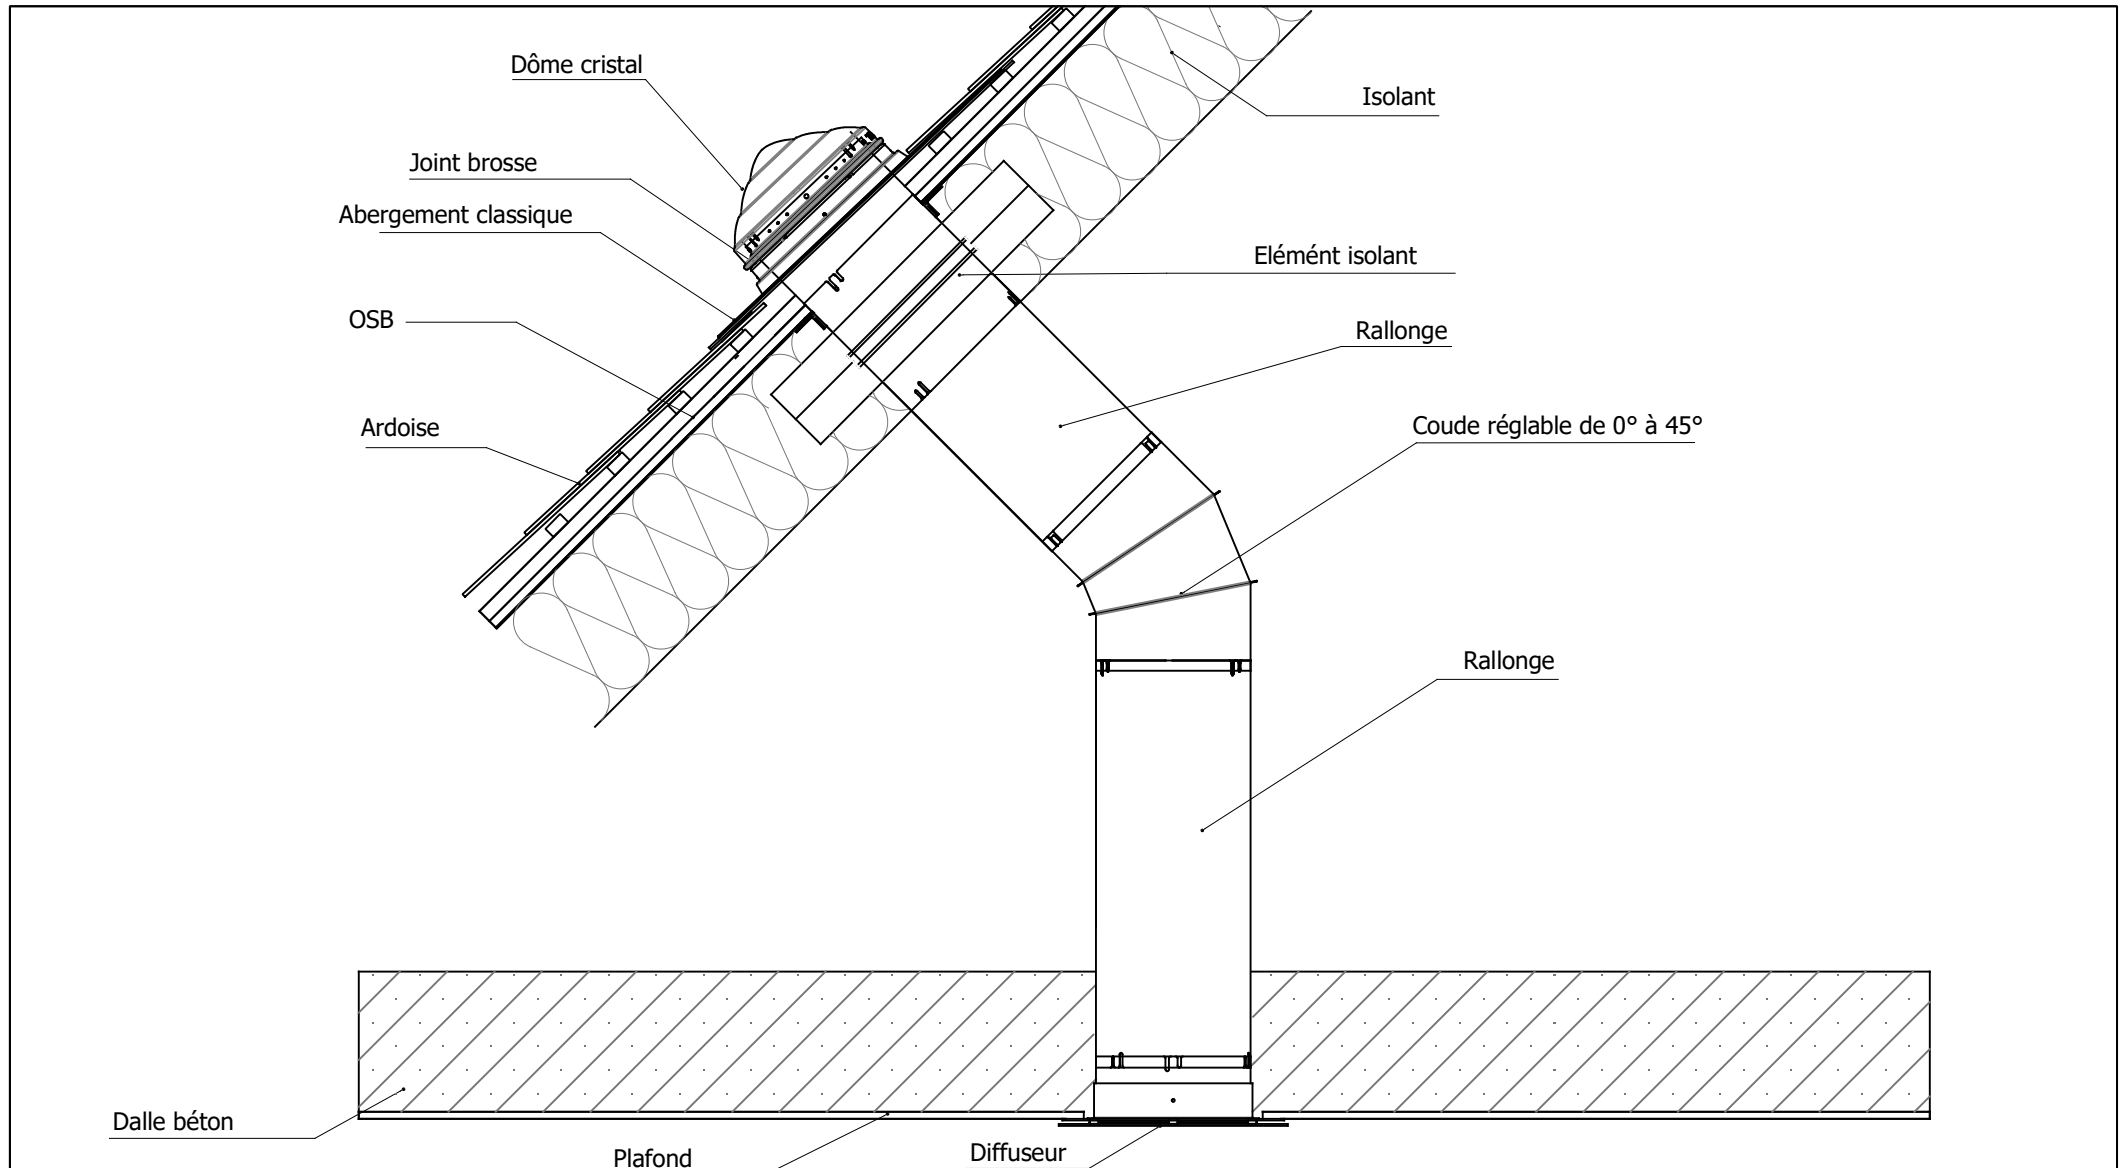 Dôme cristal
Isolant
Joint brosse
Abergement classique
Elémént isolant
OSB
Rallonge
Ardoise
Coude réglable de 0° à 45°
Rallonge
Dalle béton
Plafond
Diffuseur